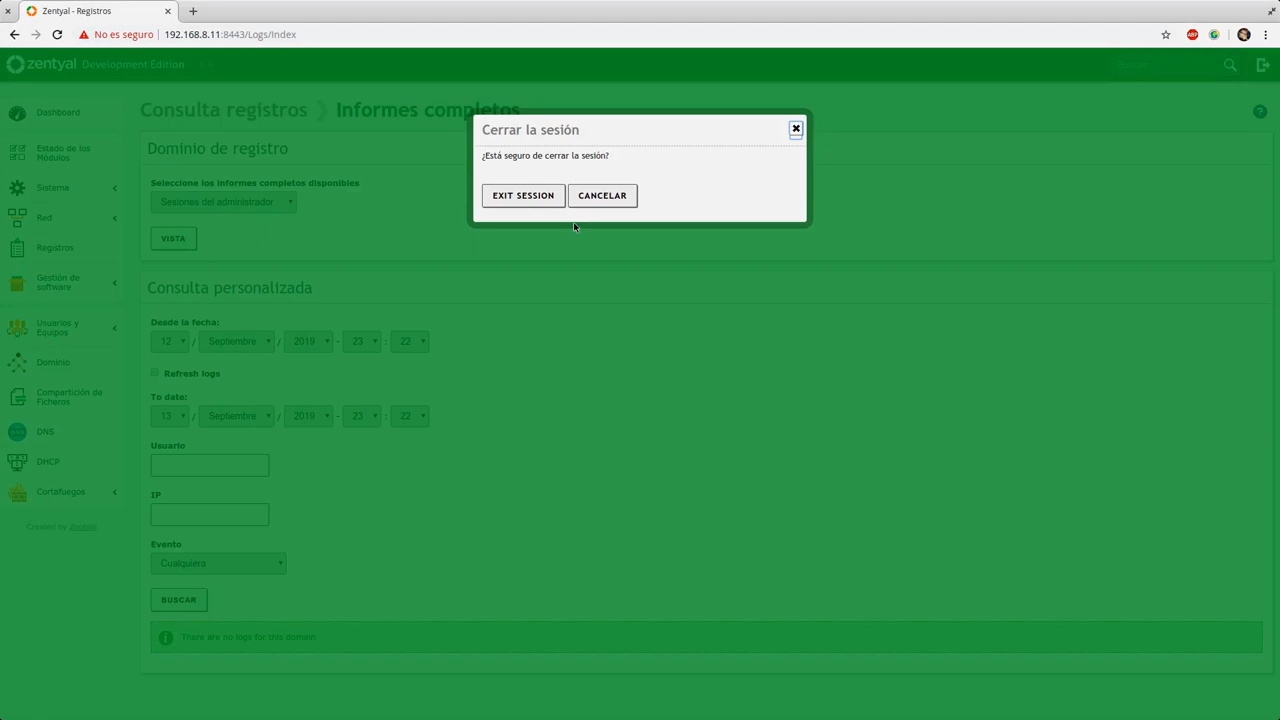 Zentyal - Registros
No es seguro 192.168.8.11:8443/Logs/Index
zentyal Development Edition
Consulta registros Informes completos
Dashboard
Estado de los
Módulos
Sistema
Red
Registros
Gestión de
software
Usuarios y
Equipos
Dominio
Compartición de
Ficheros
DNS
DHCP
Cortafuegos
Created by Zentyal
Cerrar la sesión
¿Está seguro de cerrar la sesión?
EXIT SESSION CANCELAR
Dominio de registro
Seleccione los informes completos disponibles
Sesiones del administrador
VISTA
Consulta personalizada
Desde la fecha:
12 / Septiembre / 2019 - 23 : 22
Refresh logs
To date:
13 / Septiembre / 2019 - 23 : 22
Usuario
IP
Evento
Cualquiera
BUSCAR
There are no logs for this domain